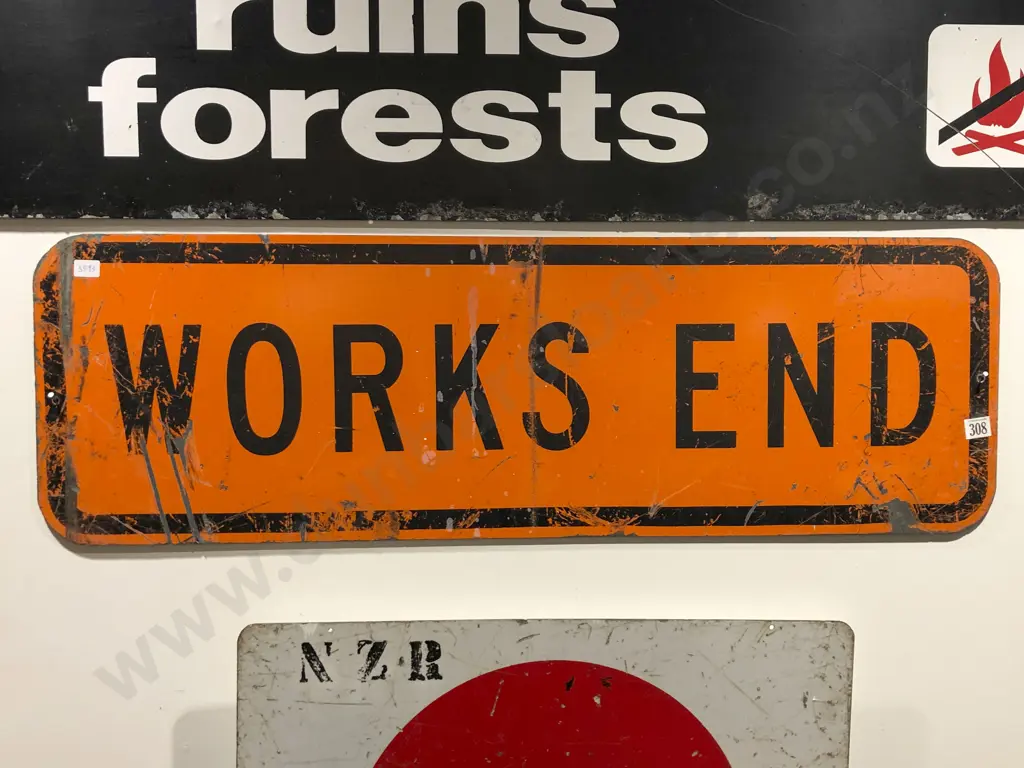 ruins
forests
WORKS END
308
NZR